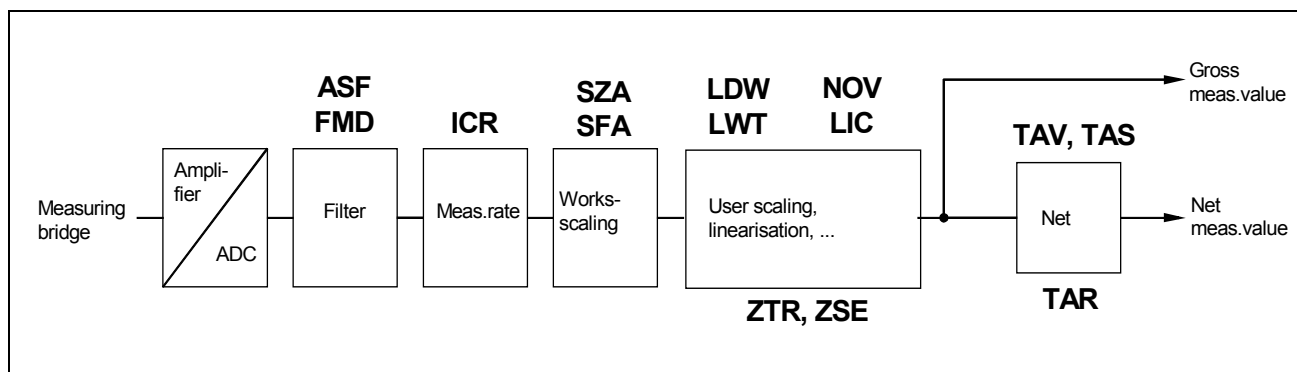 Gross
meas.value
ASF
FMD
ICR
SZA
SFA
LDW NOV
LWT LIC
TAV, TAS
Measuring
bridge
Ampli-
fier
ADC
Filter
Meas.rate
Works-
scaling
User scaling,
linearisation, ...
Net
Net
meas.value
ZTR, ZSE
TAR